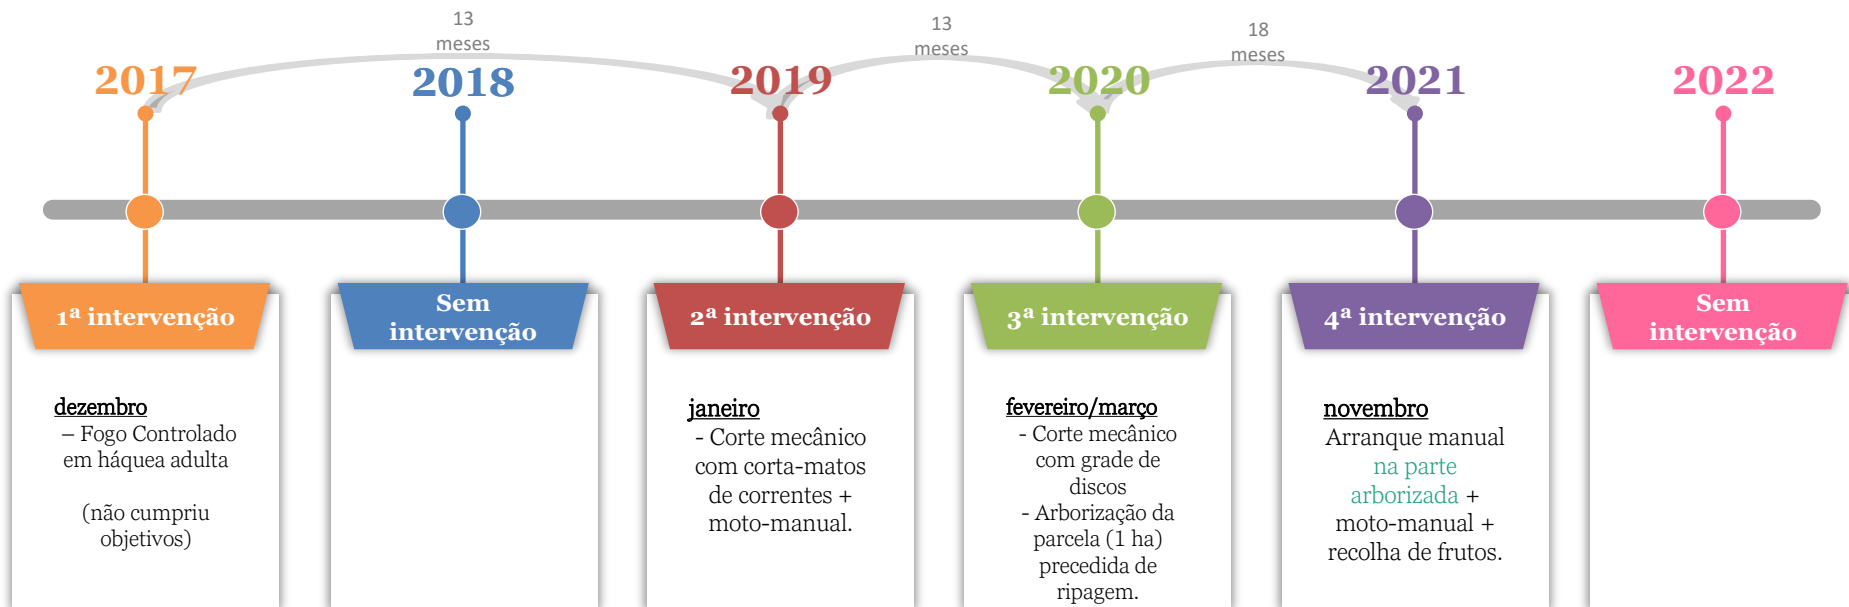 13
meses
13
meses
18
meses
2017
2018
2019
2020
2021
2022
1ª intervenção
Sem
intervenção
2ª intervenção
3ª intervenção
4ª intervenção
Sem
intervenção
dezembro
– Fogo Controlado
em háquea adulta
(não cumpriu
objetivos)
janeiro
- Corte mecânico
com corta-matos
de correntes +
moto-manual.
fevereiro/março
- Corte mecânico
com grade de
discos
- Arborização da
parcela (1 ha)
precedida de
ripagem.
novembro
Arranque manual
na parte
arborizada +
moto-manual +
recolha de frutos.